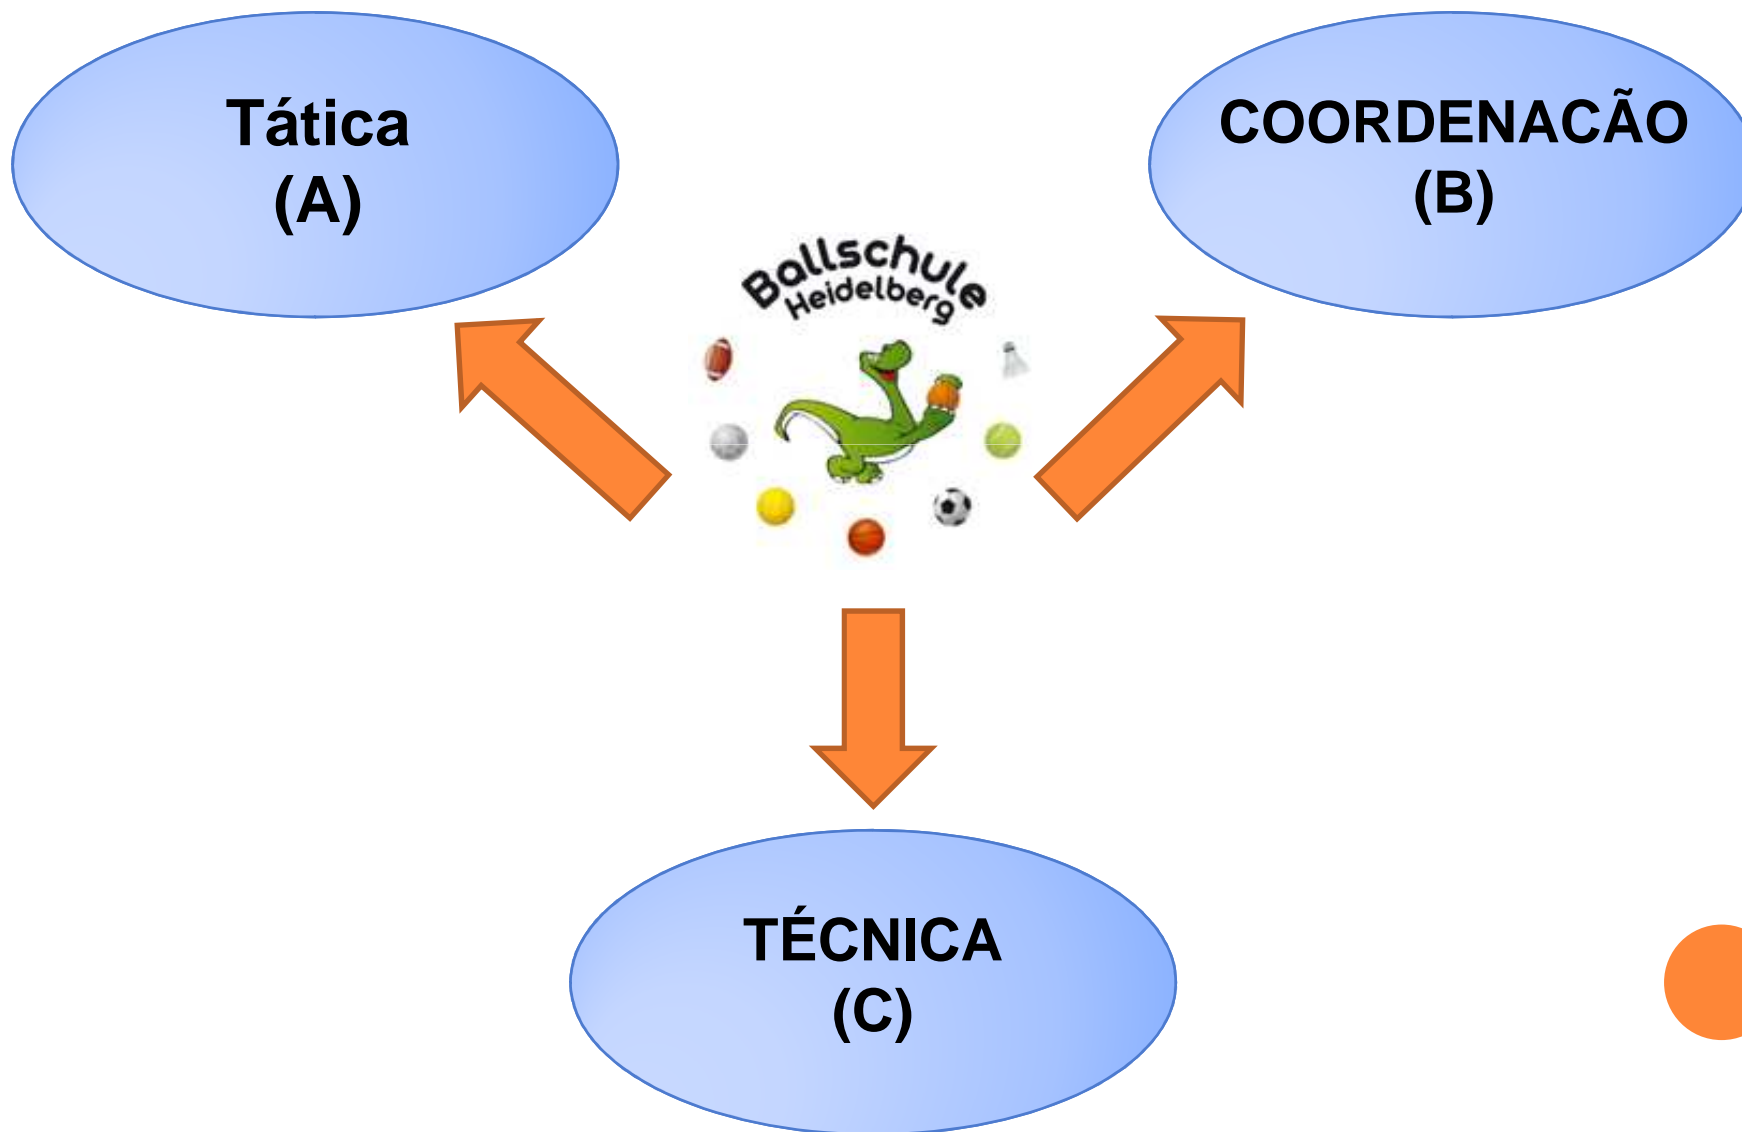 Tática
(A)
COORDENACÃO
(B)
Ballschule
Heidelberg
TÉCNICA
(C)